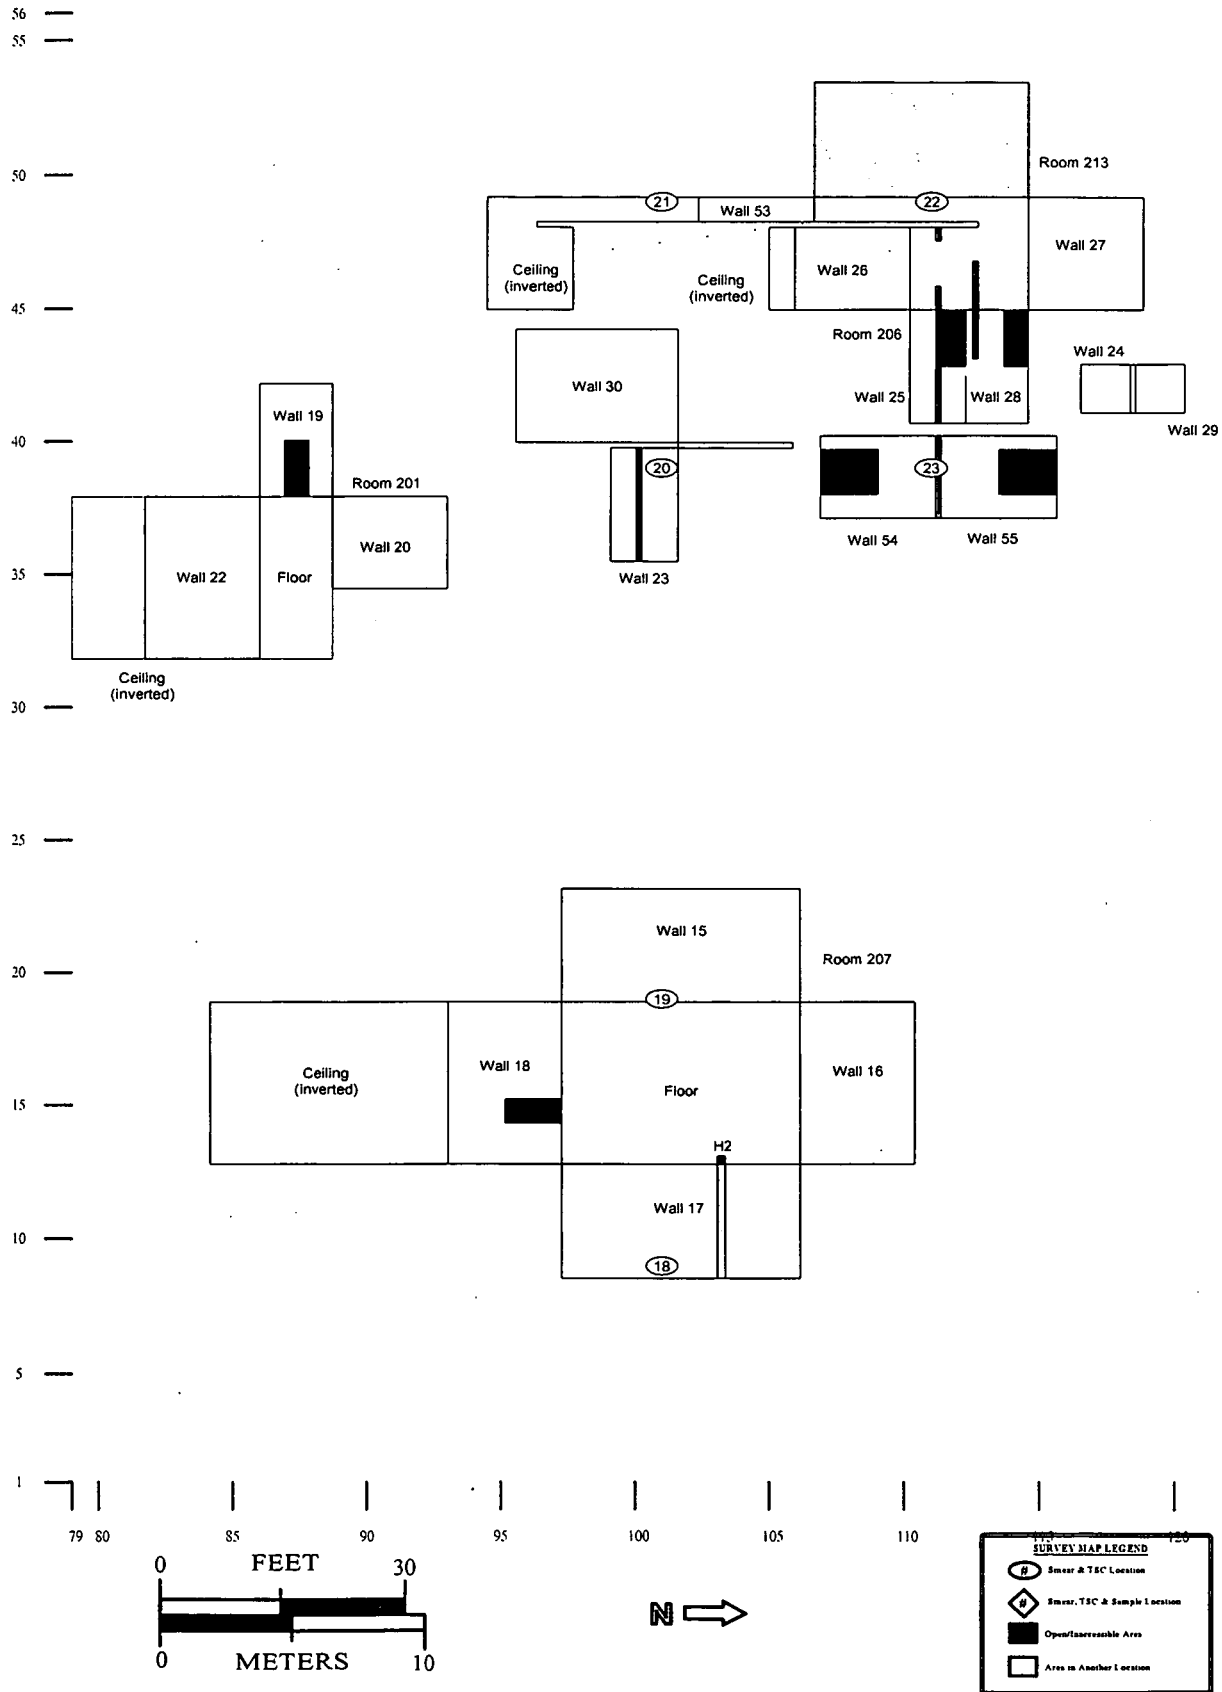 56
55
50
45
40
35
30
25
20
15
10
5
1
Room 213
21
22
Wall 53
Wall 27
Ceiling
(inverted)
Ceiling
(inverted)
Wall 26
Room 206
Wall 24
Wall 30
Wall 25
Wall 28
Wall 29
Wall 19
20
23
Room 201
Wall 54
Wall 55
Wall 20
Wall 22
Floor
Wall 23
Ceiling
(inverted)
Wall 15
Room 207
19
Wall 18
Ceiling
(inverted)
Wall 16
Floor
H2
Wall 17
18
79 80 85 90 95 100 105 110 115 120
0 FEET 30
0 METERS 10
N
SURVEY MAP LEGEND
# Smear & TSC Location
# Smear, TSC & Sample Location
Open/Inaccessible Area
Area in Another Location